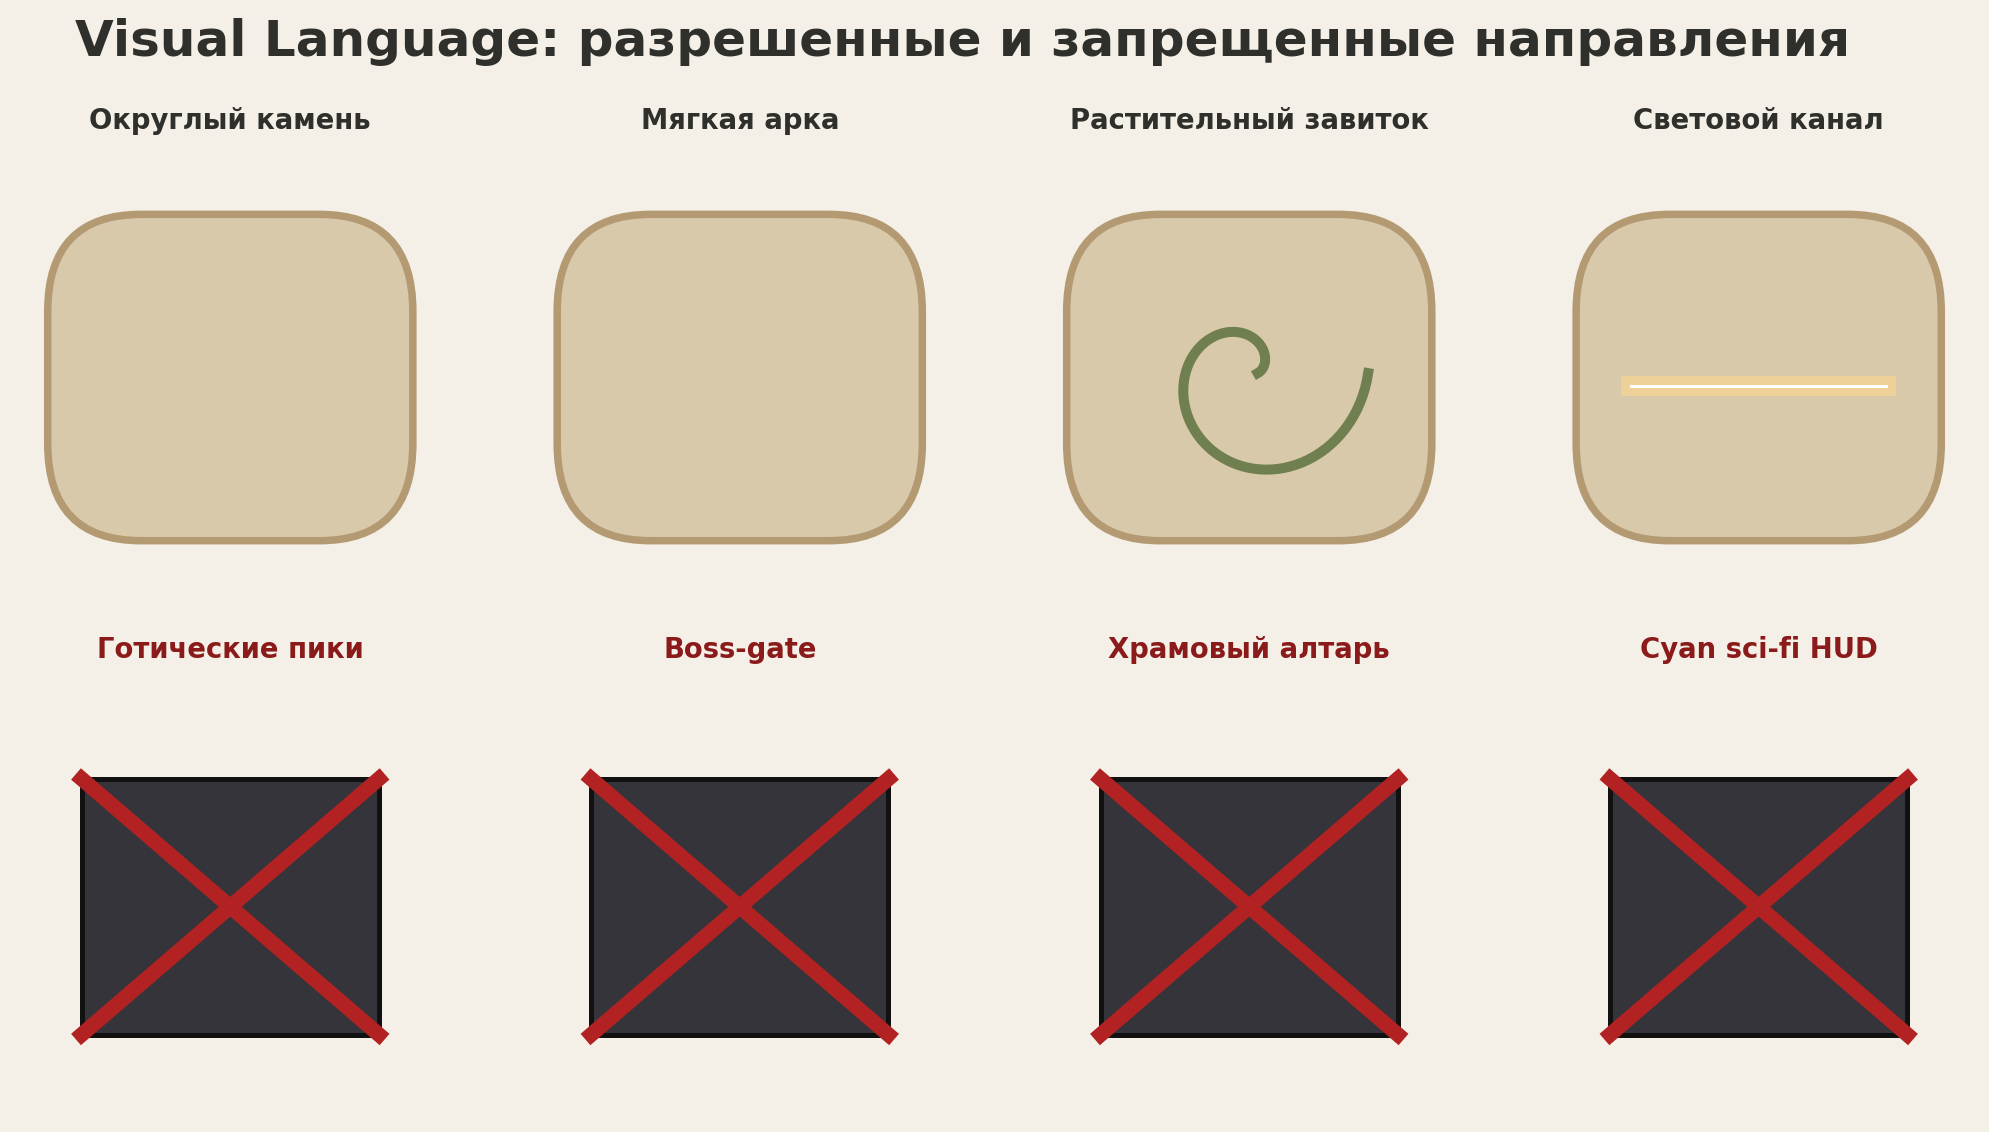 Visual Language: разрешенные и запрещенные направления
Округлый камень
Мягкая арка
Растительный завиток
Световой канал
Готические пики
Boss-gate
Храмовый алтарь
Cyan sci-fi HUD